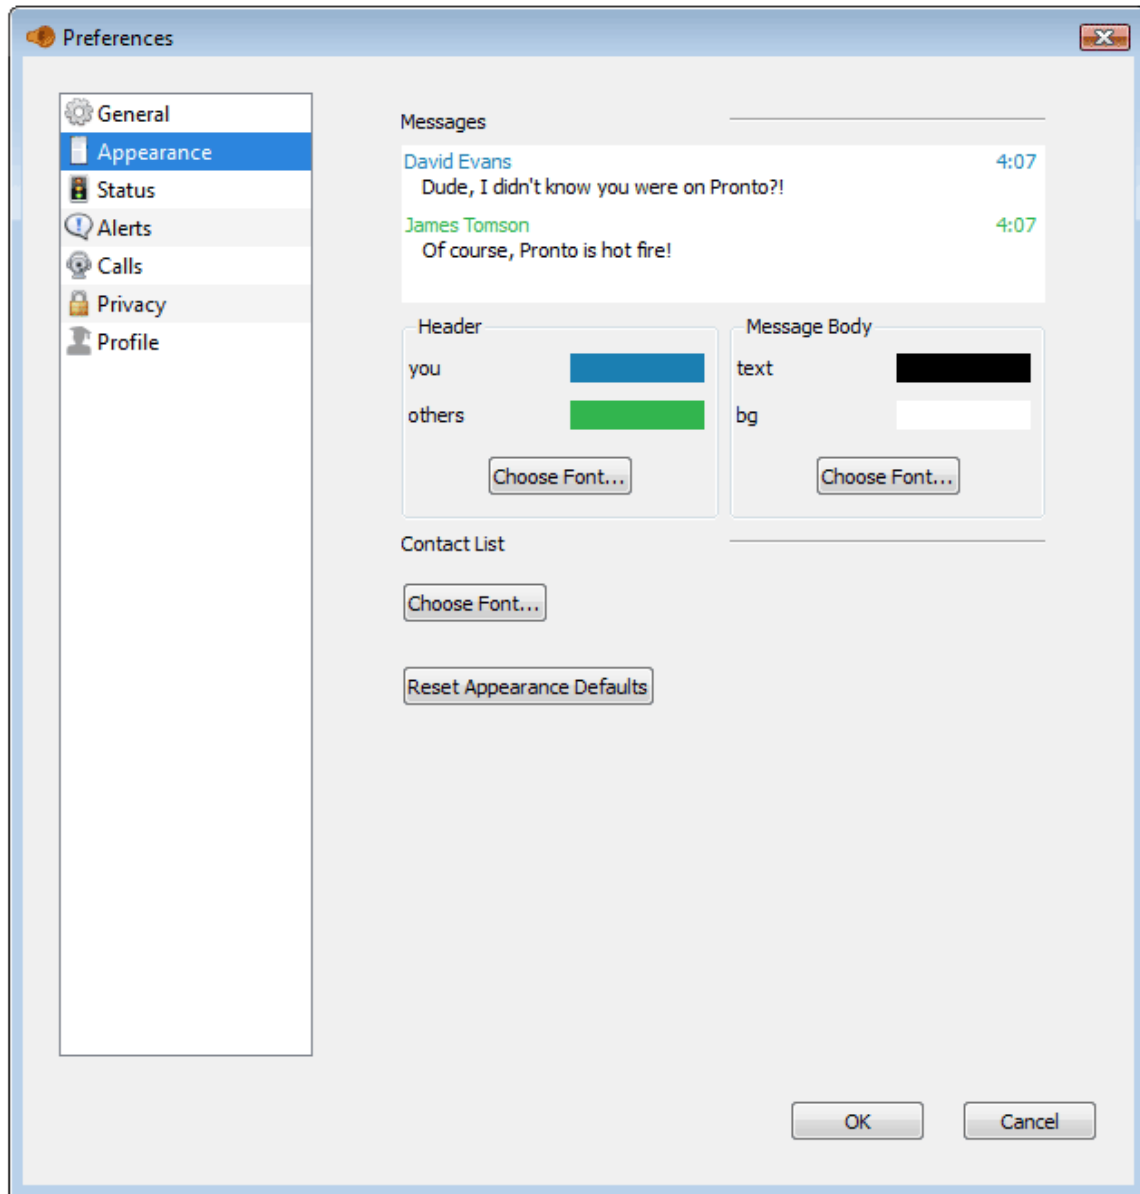 Preferences
General
Appearance
Status
Alerts
Calls
Privacy
Profile
Messages
David Evans 4:07
Dude, I didn't know you were on Pronto?!
James Tomson 4:07
Of course, Pronto is hot fire!
Header
you
others
Choose Font...
Message Body
text
bg
Choose Font...
Contact List
Choose Font...
Reset Appearance Defaults
OK Cancel